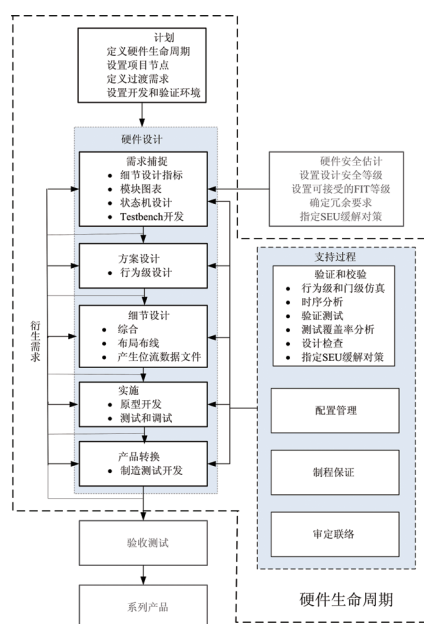 计划
定义硬件生命周期
设置项目节点
定义过渡需求
设置开发和验证环境
硬件设计
需求捕捉
• 细节设计指标
• 模块图表
• 状态机设计
• Testbench开发
方案设计
• 行为级设计
细节设计
• 综合
• 布局布线
• 产生位流数据文件
实施
• 原型开发
• 测试和调试
产品转换
• 制造测试开发
衍生需求
验收测试
系列产品
硬件安全估计
设置设计安全等级
设置可接受的FIT等级
确定冗余要求
指定SEU缓解对策
支持过程
验证和校验
• 行为级和门级仿真
• 时序分析
• 验证测试
• 测试覆盖率分析
• 设计检查
• 指定SEU缓解对策
配置管理
制程保证
审定联络
硬件生命周期